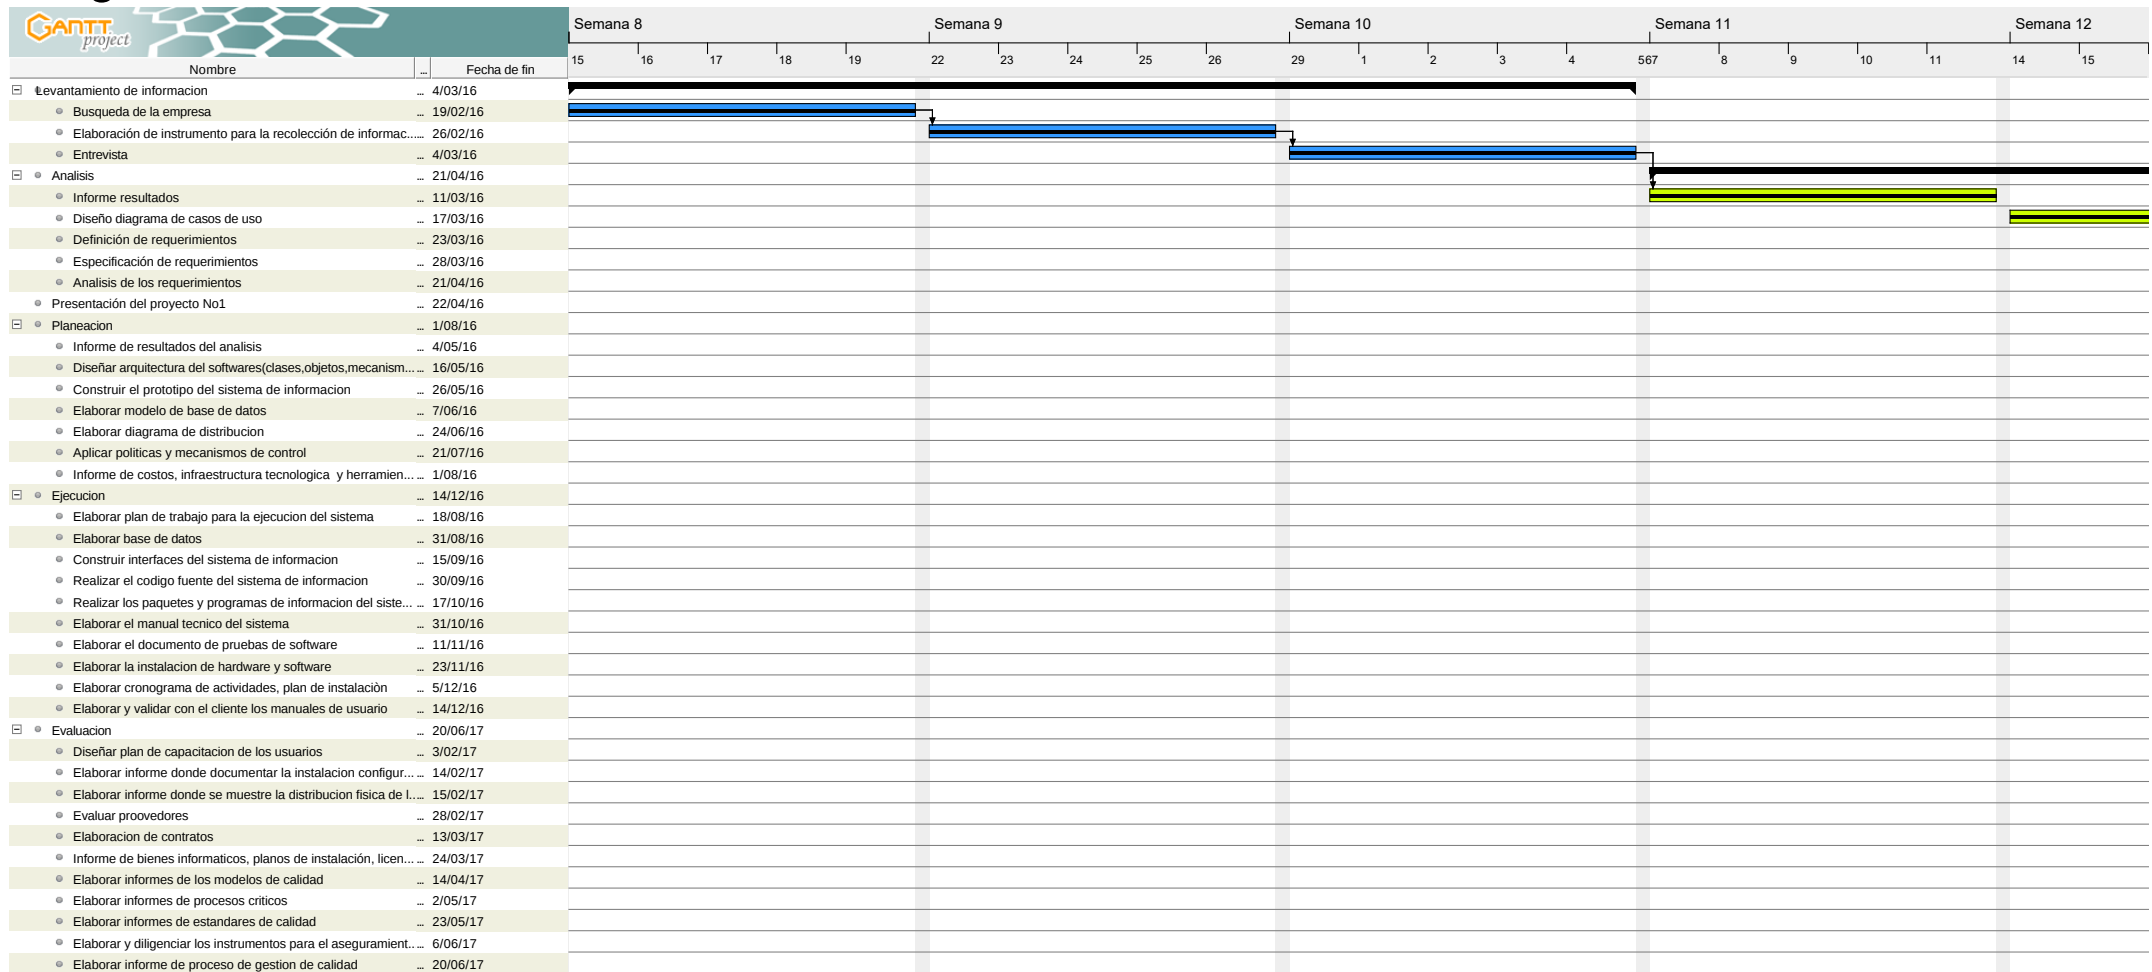 GANTT
project
Semana 8 Semana 9 Semana 10 Semana 11 Semana 12
15 16 17 18 19 22 23 24 25 26 29 1 2 3 4 567 8 9 10 11 14 15
Nombre ... Fecha de fin
Levantamiento de informacion ... 4/03/16
Busqueda de la empresa ... 19/02/16
Elaboración de instrumento para la recolección de informac... ... 26/02/16
Entrevista ... 4/03/16
Analisis ... 21/04/16
Informe resultados ... 11/03/16
Diseño diagrama de casos de uso ... 17/03/16
Definición de requerimientos ... 23/03/16
Especificación de requerimientos ... 28/03/16
Analisis de los requerimientos ... 21/04/16
Presentación del proyecto No1 ... 22/04/16
Planeacion ... 1/08/16
Informe de resultados del analisis ... 4/05/16
Diseñar arquitectura del softwares(clases,objetos,mecanism... ... 16/05/16
Construir el prototipo del sistema de informacion ... 26/05/16
Elaborar modelo de base de datos ... 7/06/16
Elaborar diagrama de distribucion ... 24/06/16
Aplicar politicas y mecanismos de control ... 21/07/16
Informe de costos, infraestructura tecnologica y herramien... ... 1/08/16
Ejecucion ... 14/12/16
Elaborar plan de trabajo para la ejecucion del sistema ... 18/08/16
Elaborar base de datos ... 31/08/16
Construir interfaces del sistema de informacion ... 15/09/16
Realizar el codigo fuente del sistema de informacion ... 30/09/16
Realizar los paquetes y programas de informacion del siste... ... 17/10/16
Elaborar el manual tecnico del sistema ... 31/10/16
Elaborar el documento de pruebas de software ... 11/11/16
Elaborar la instalacion de hardware y software ... 23/11/16
Elaborar cronograma de actividades, plan de instalaciòn ... 5/12/16
Elaborar y validar con el cliente los manuales de usuario ... 14/12/16
Evaluacion ... 20/06/17
Diseñar plan de capacitacion de los usuarios ... 3/02/17
Elaborar informe donde documentar la instalacion configur... ... 14/02/17
Elaborar informe donde se muestre la distribucion fisica de l... ... 15/02/17
Evaluar proovedores ... 28/02/17
Elaboracion de contratos ... 13/03/17
Informe de bienes informaticos, planos de instalación, licen... ... 24/03/17
Elaborar informes de los modelos de calidad ... 14/04/17
Elaborar informes de procesos criticos ... 2/05/17
Elaborar informes de estandares de calidad ... 23/05/17
Elaborar y diligenciar los instrumentos para el aseguramient... ... 6/06/17
Elaborar informe de proceso de gestion de calidad ... 20/06/17